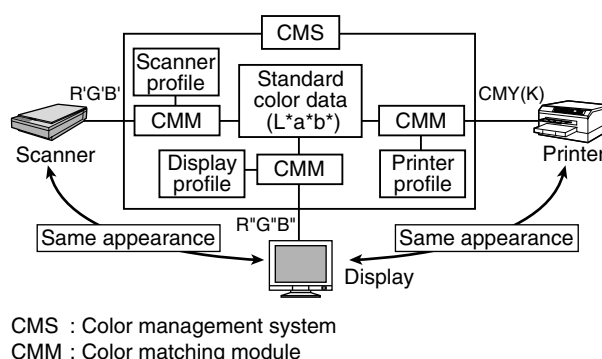 CMS
Scanner
profile
R'G'B'
CMM
Standard
color data
(L*a*b*)
CMM
CMY(K)
Scanner
Printer
Display
profile
CMM
Printer
profile
R"G"B"
Same appearance
Same appearance
Display
CMS : Color management system
CMM : Color matching module